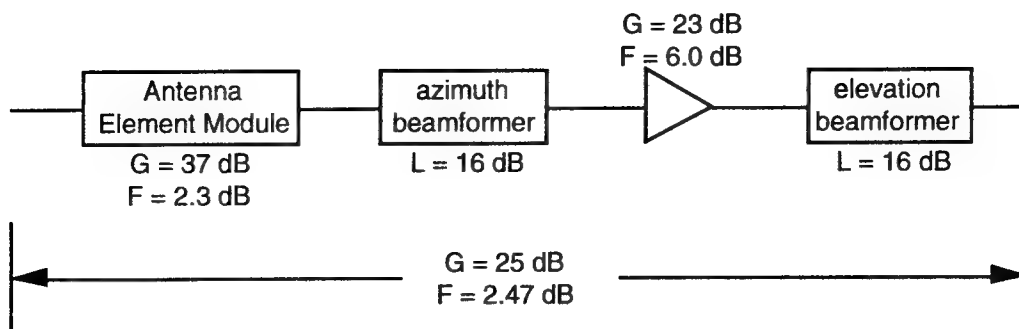 G = 23 dB
F = 6.0 dB
Antenna
Element Module
azimuth
beamformer
elevation
beamformer
G = 37 dB
F = 2.3 dB
L = 16 dB
L = 16 dB
G = 25 dB
F = 2.47 dB